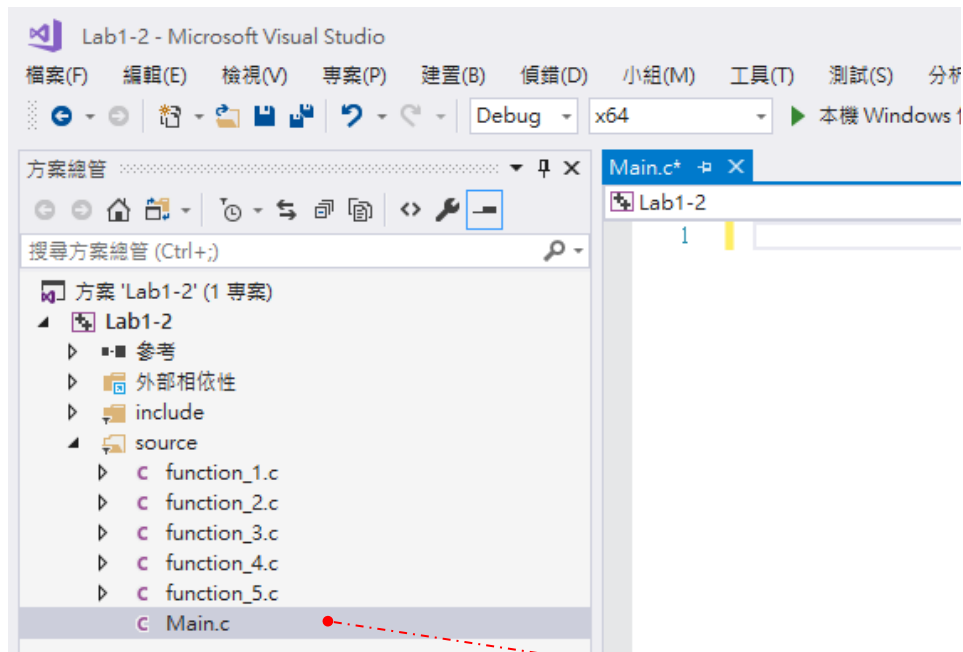 Lab1-2 - Microsoft Visual Studio
檔案(F) 編輯(E) 檢視(V) 專案(P) 建置(B) 偵錯(D) 小組(M) 工具(T) 測試(S) 分析
Debug x64 本機 Windows
方案總管
Main.c*
Lab1-2
搜尋方案總管 (Ctrl+;)
1
方案 'Lab1-2' (1 專案)
Lab1-2
參考
外部相依性
include
source
C function_1.c
C function_2.c
C function_3.c
C function_4.c
C function_5.c
C Main.c